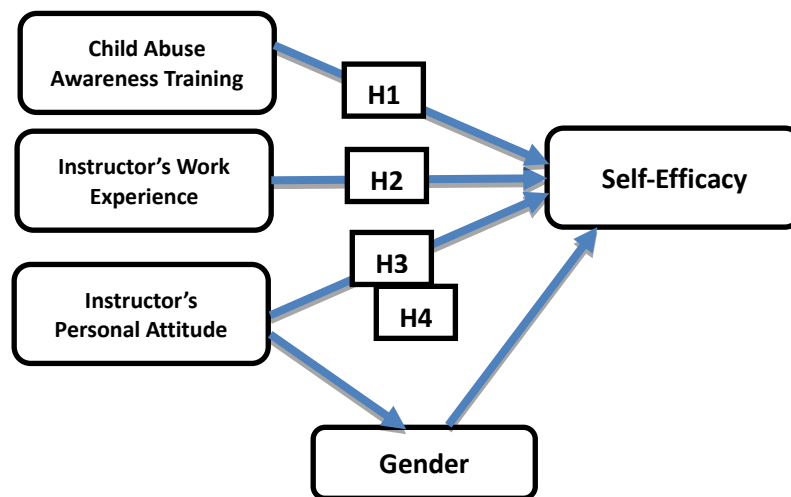 Child Abuse
Awareness Training
H1
Instructor’s Work
Experience
H2
Self-Efficacy
Instructor’s
Personal Attitude
H3
H4
Gender